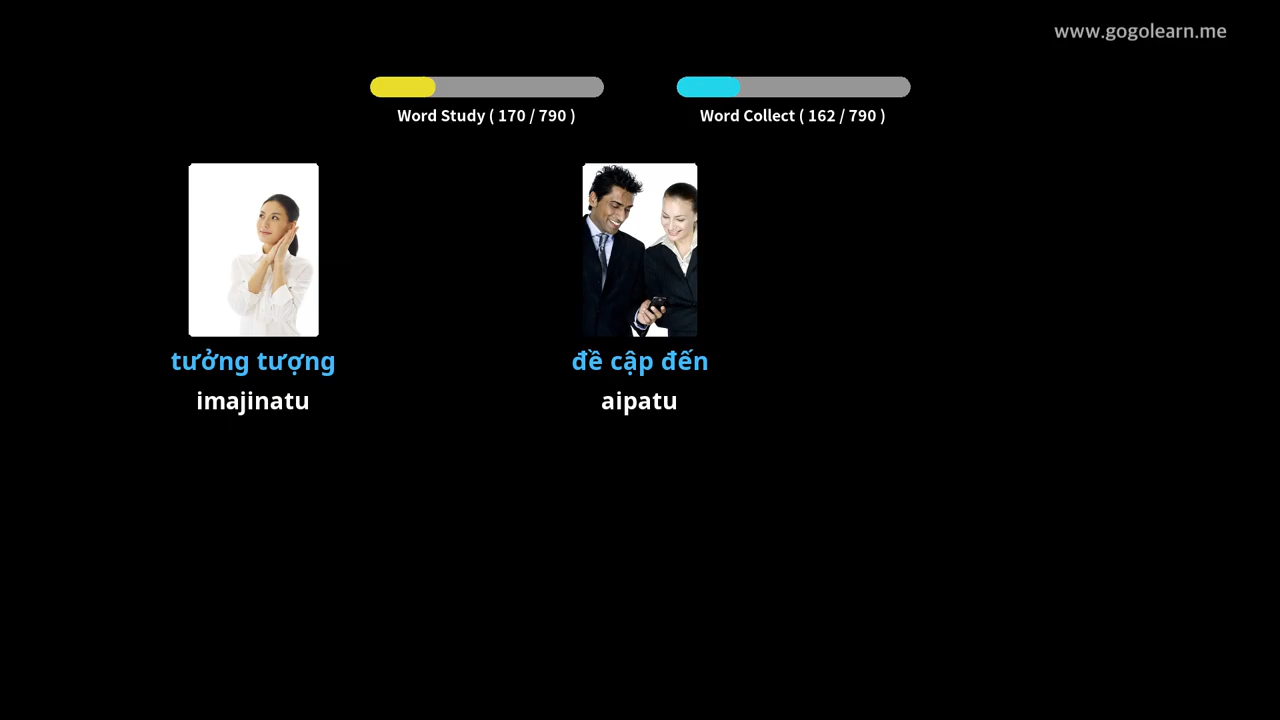 www.gogolearn.me
Word Study ( 170 / 790 )
Word Collect ( 162 / 790 )
tưởng tượng
imajinatu
đề cập đến
aipatu